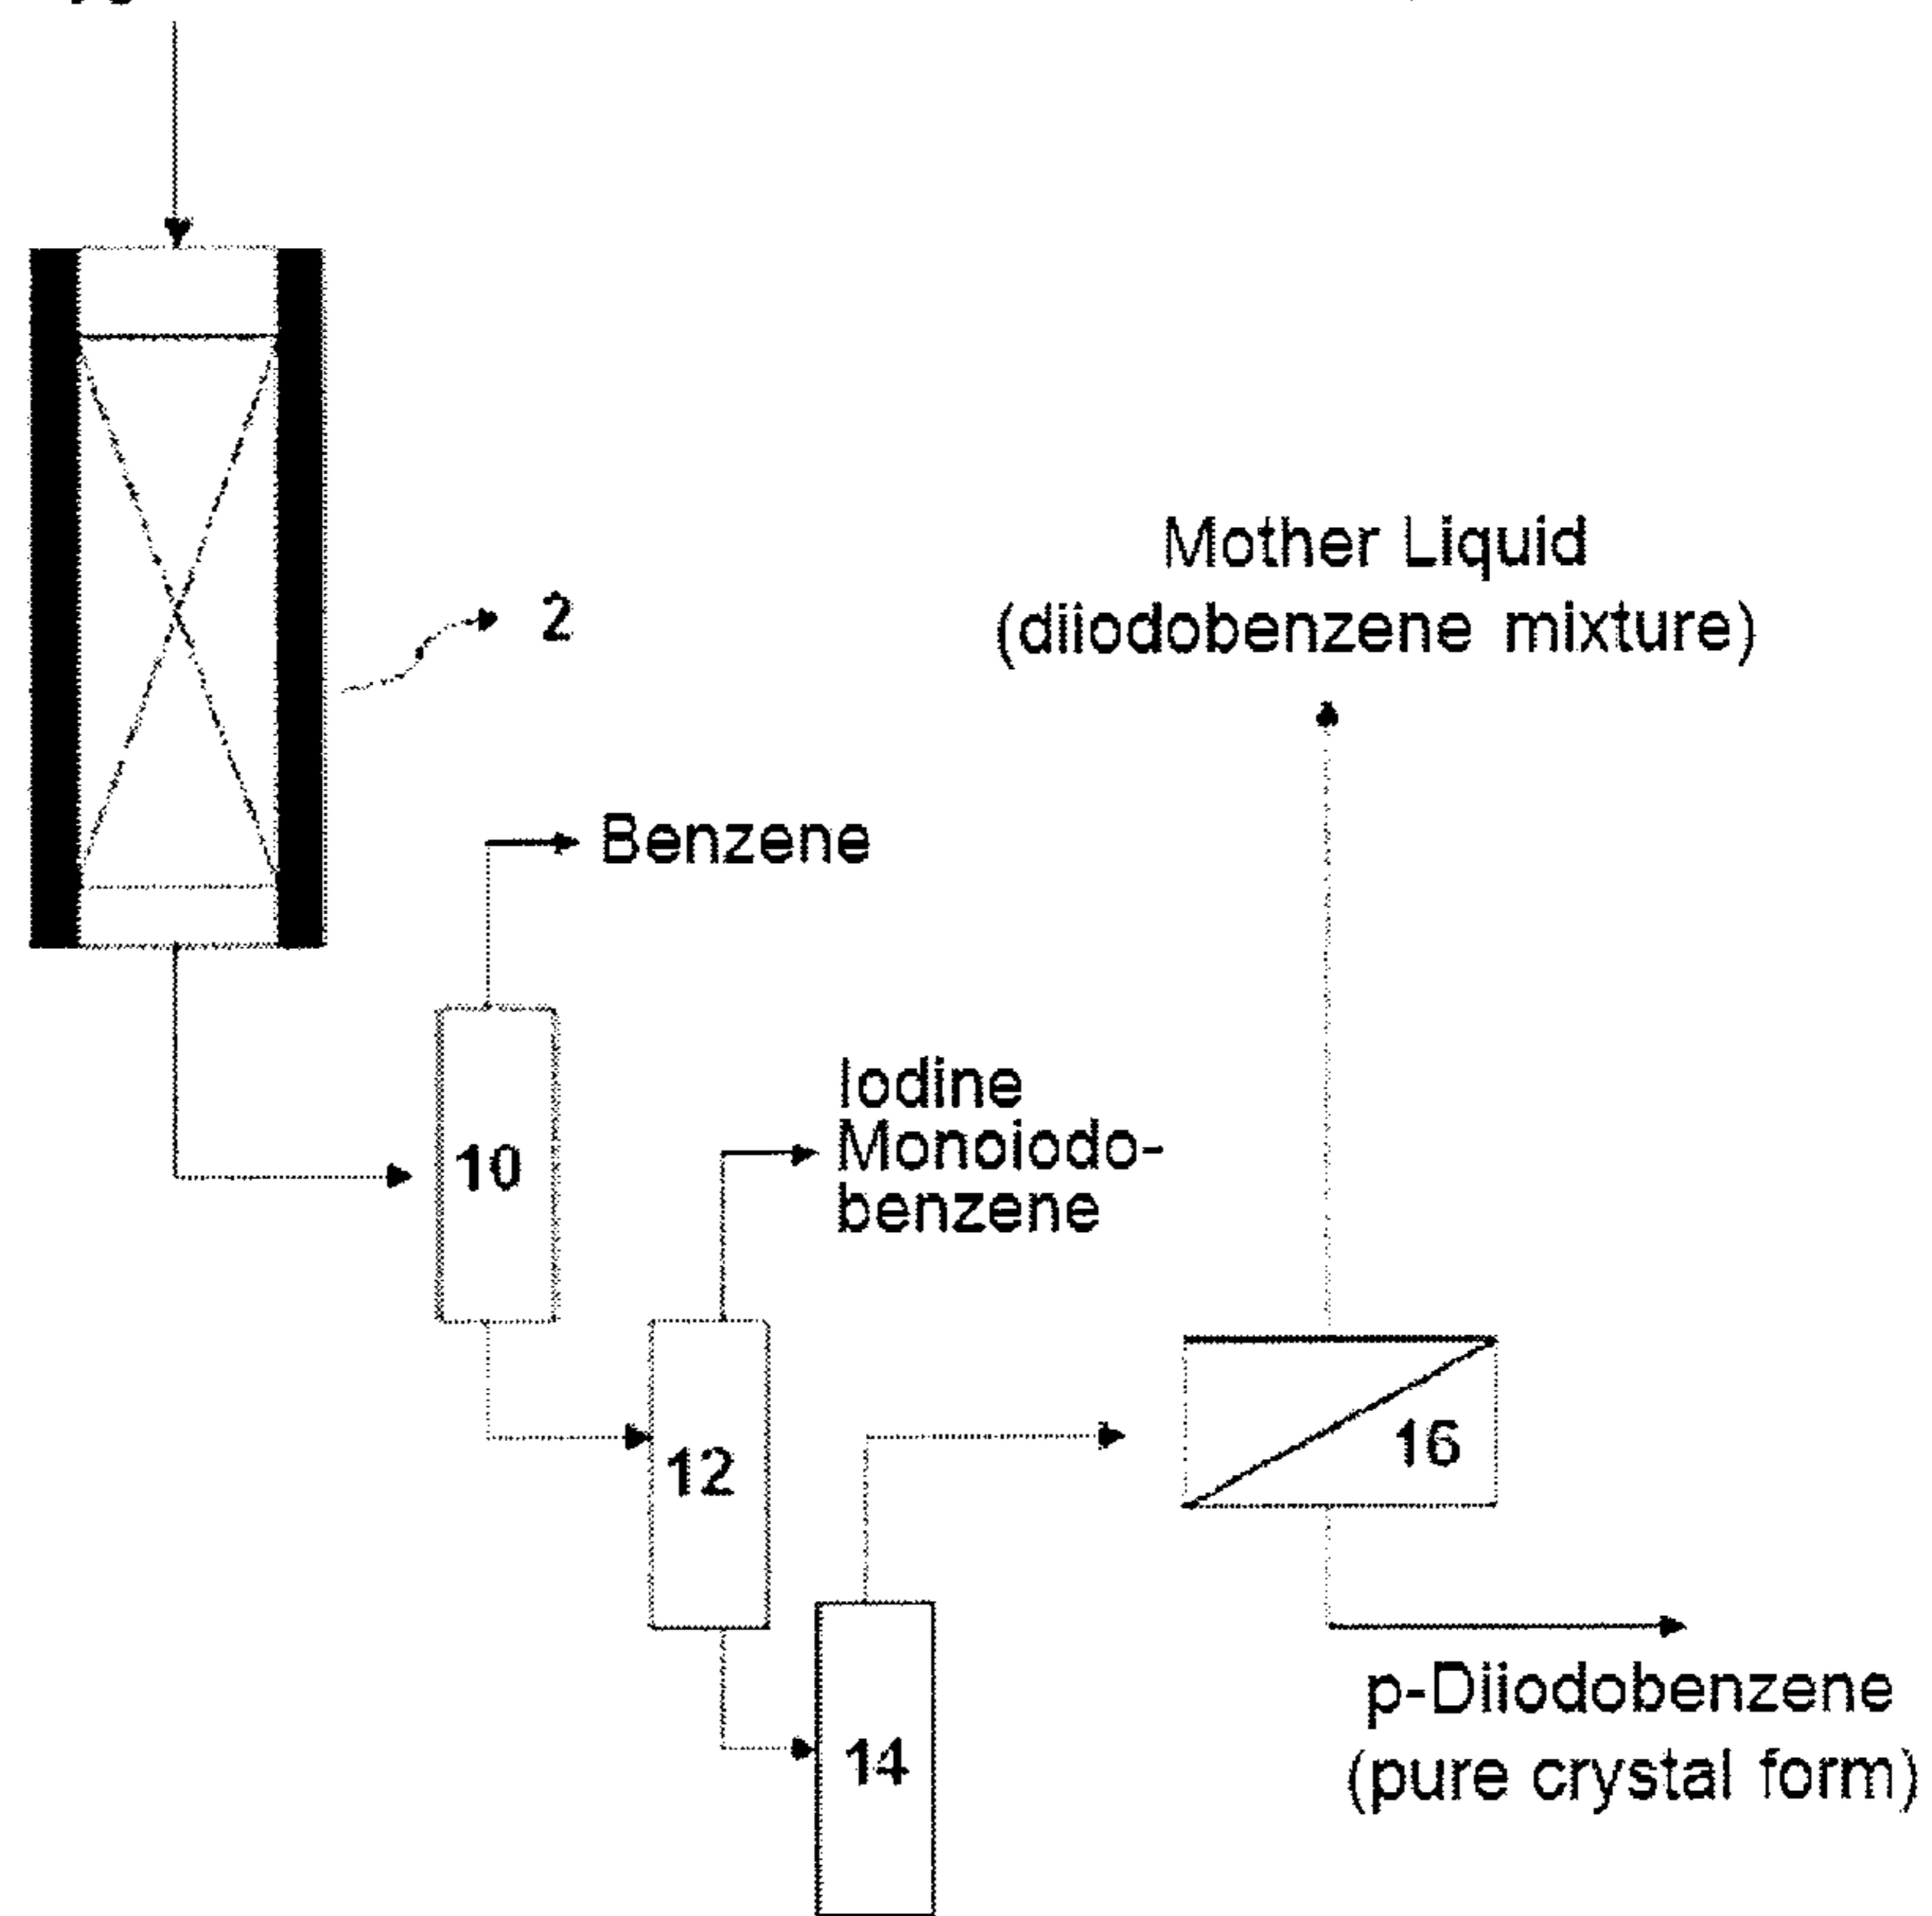 Mother Liquid
(diiodobenzene mixture)
2
Benzene
Iodine
Monoiodo-
benzene
10
12
16
14
p-Diiodobenzene
(pure crystal form)